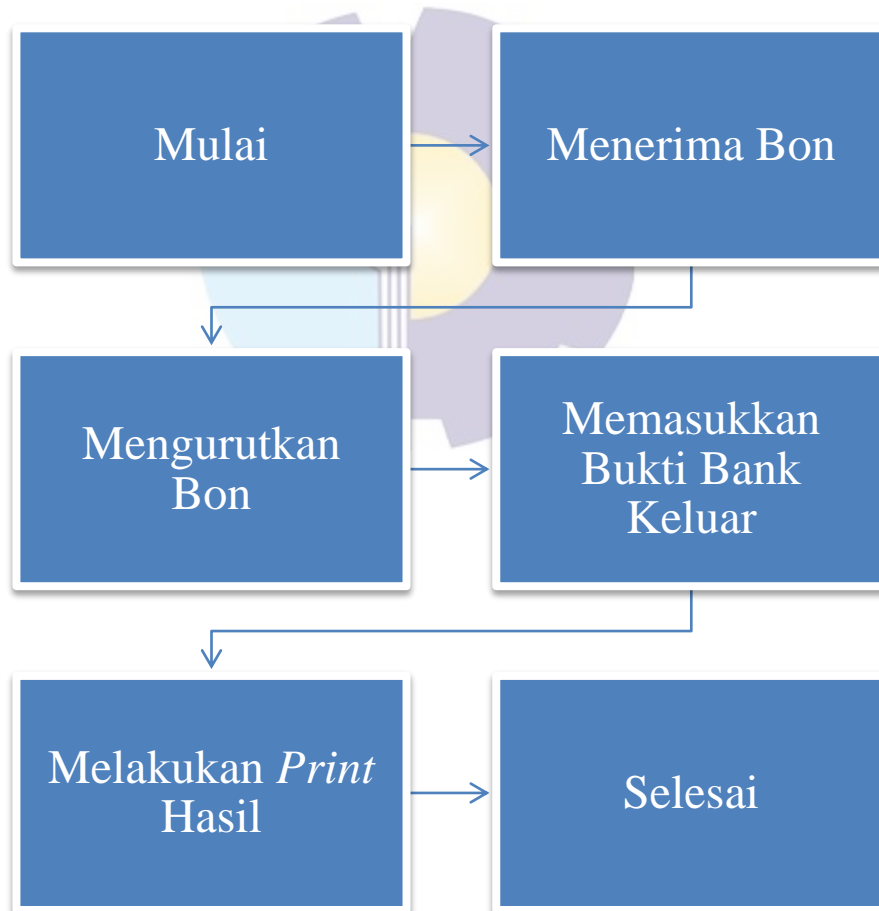 Mulai
Menerima Bon
Mengurutkan
Bon
Memasukkan
Bukti Bank
Keluar
Melakukan Print
Hasil
Selesai